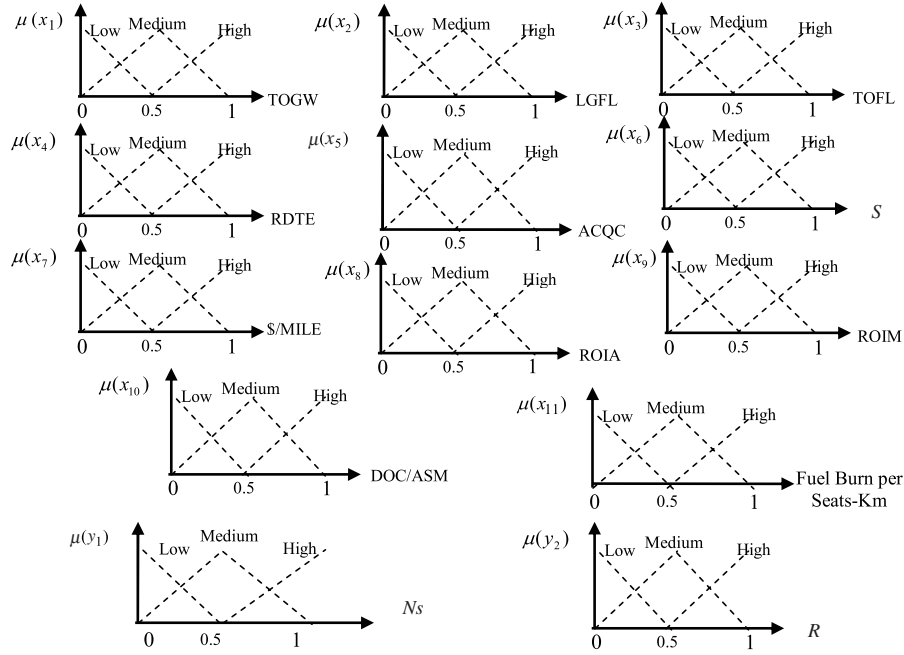 μ(x₁) Low Medium High
0 0.5 1 TOGW
μ(x₂) Low Medium High
0 0.5 1 LGFL
μ(x₃) Low Medium High
0 0.5 1 TOFL
μ(x₄) Low Medium High
0 0.5 1 RDTE
μ(x₅) Low Medium High
0 0.5 1 ACQC
μ(x₆) Low Medium High
0 0.5 1 S
μ(x₇) Low Medium High
0 0.5 1 $/MILE
μ(x₈) Low Medium High
0 0.5 1 ROIA
μ(x₉) Low Medium High
0 0.5 1 ROIM
μ(x₁₀) Low Medium High
0 0.5 1 DOC/ASM
μ(x₁₁) Low Medium High
0 0.5 1 Fuel Burn per
Seats-Km
μ(y₁) Low Medium High
0 0.5 1 Ns
μ(y₂) Low Medium High
0 0.5 1 R